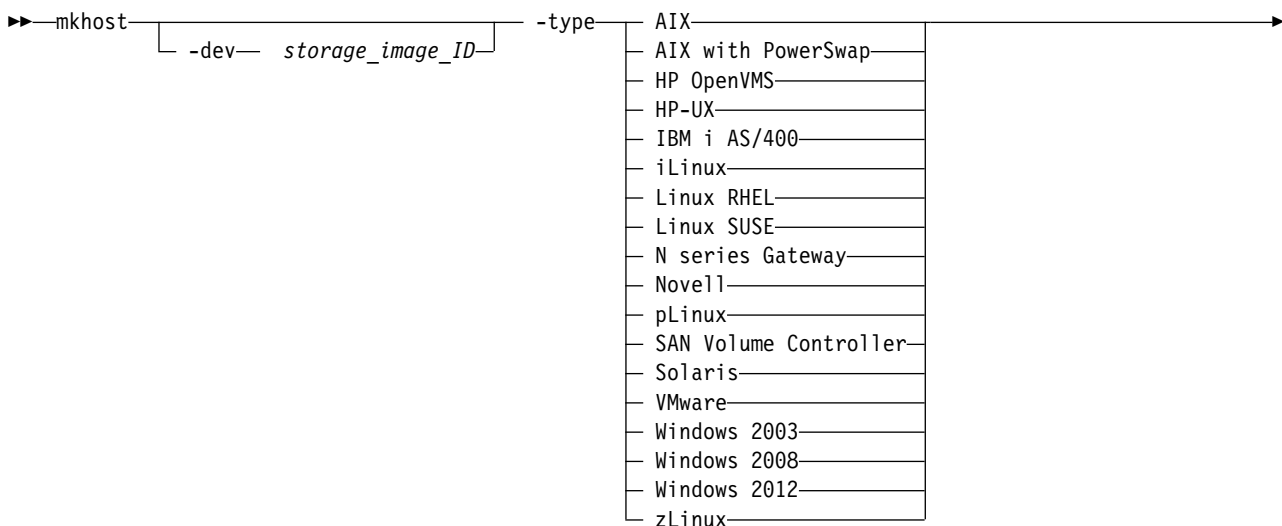 mkhost -type AIX
-dev storage_image_ID AIX with PowerSwap
HP OpenVMS
HP-UX
IBM i AS/400
iLinux
Linux RHEL
Linux SUSE
N series Gateway
Novell
pLinux
SAN Volume Controller
Solaris
VMware
Windows 2003
Windows 2008
Windows 2012
zLinux